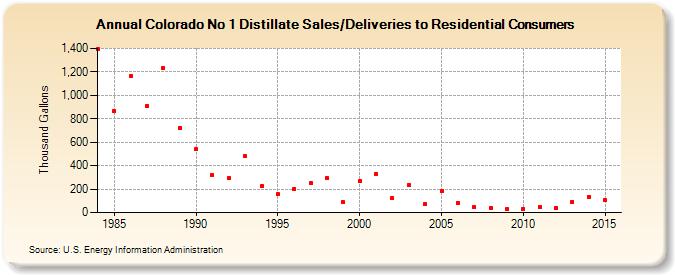 Annual Colorado No 1 Distillate Sales/Deliveries to Residential Consumers
Thousand Gallons
1,400
1,200
1,000
800
600
400
200
0
1985 1990 1995 2000 2005 2010 2015
Source: U.S. Energy Information Administration